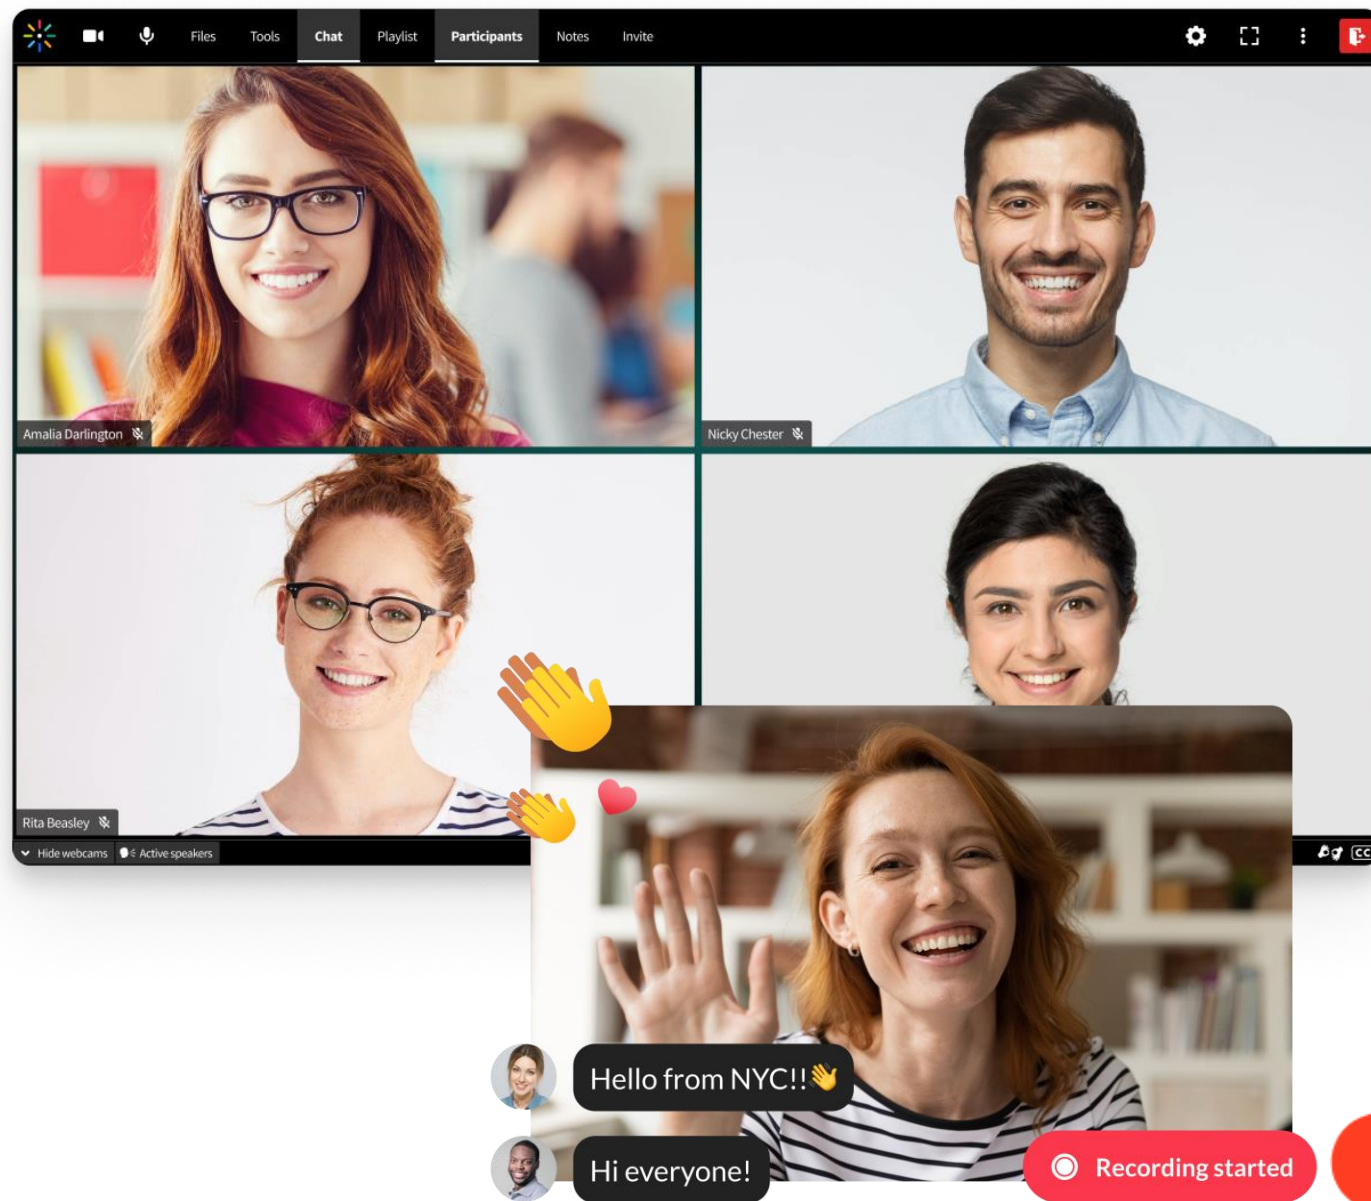 Files Tools Chat Playlist Participants Notes Invite
Amalia Darlington
Nicky Chester
Rita Beasley
Hide webcams Active speakers
CC
Hello from NYC!!👋
Hi everyone!
Recording started